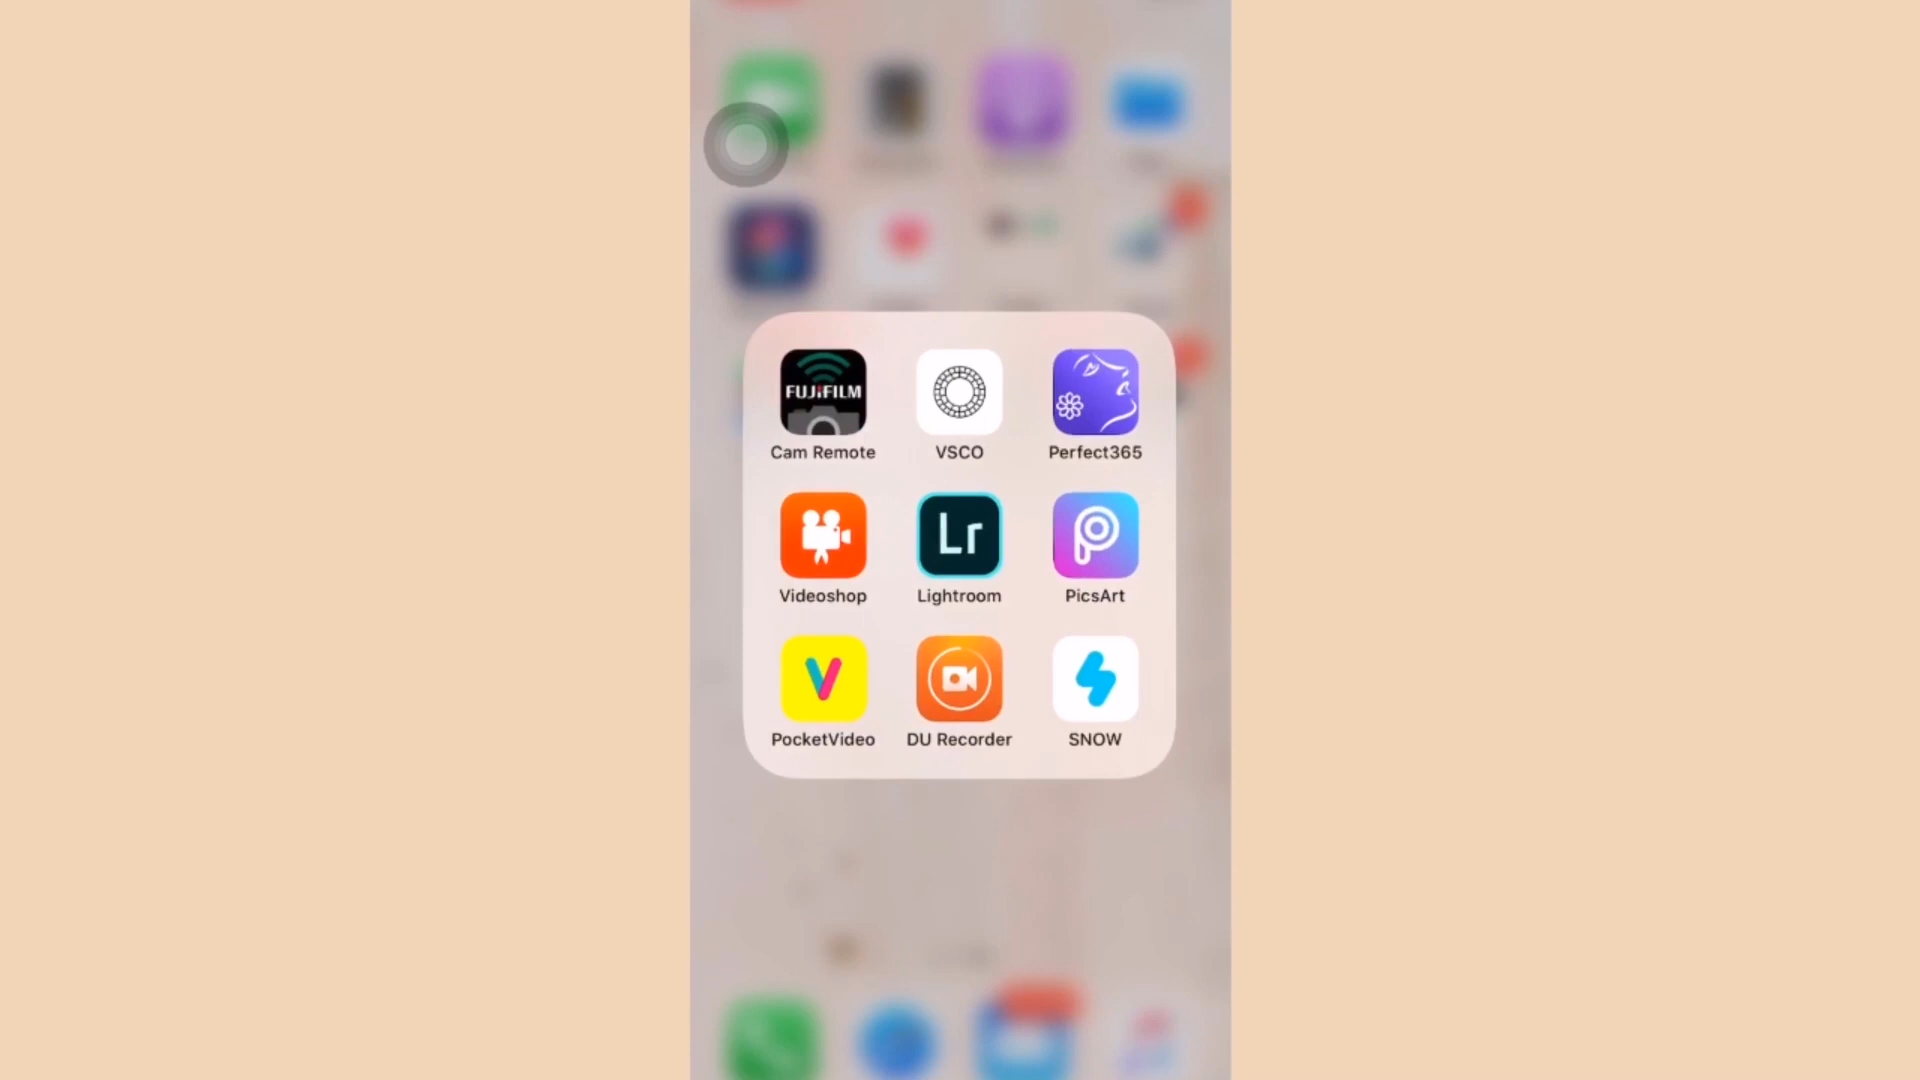 FUJIFILM
Cam Remote
VSCO
Perfect365
Lr
Videoshop
Lightroom
PicsArt
PocketVideo
DU Recorder
SNOW